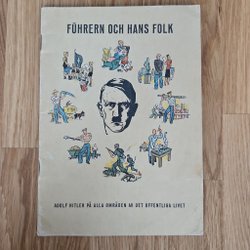 FÜHRERN OCH HANS FOLK
ADOLF HITLER PÅ ALLA OMRÅDEN AV DET OFFENTLIGA LIVET